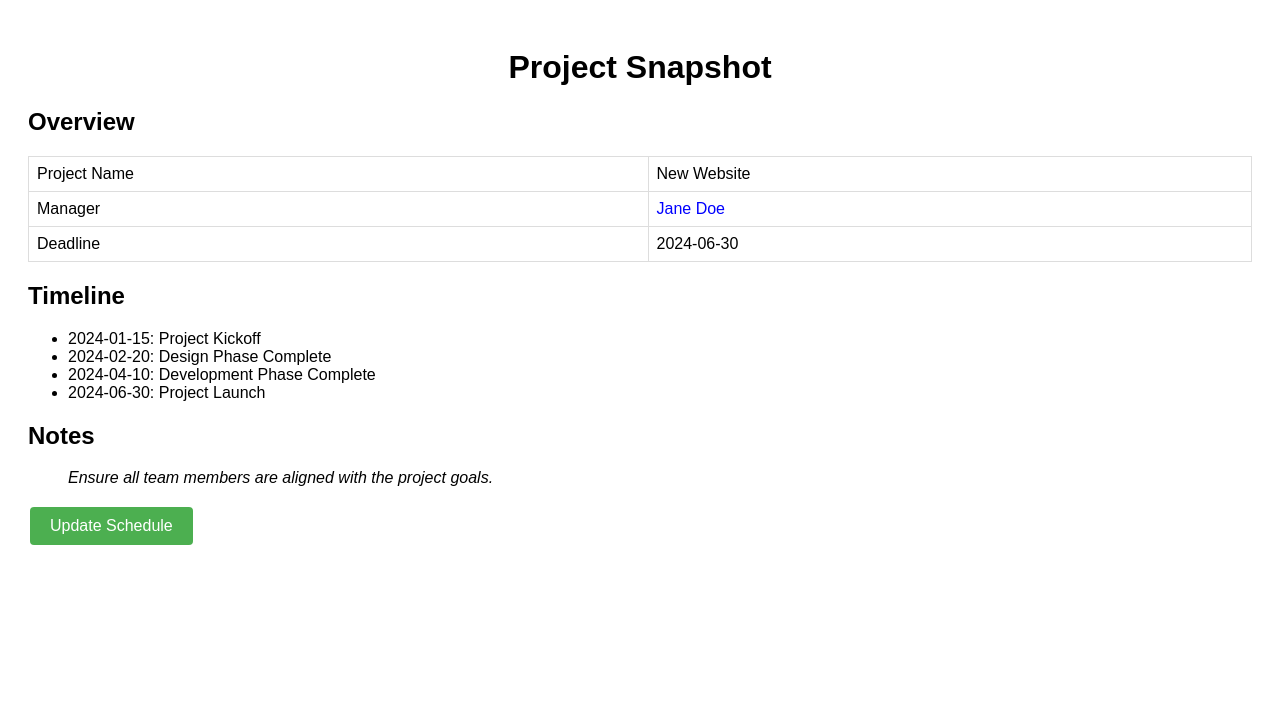 Project Snapshot
Overview
Project Name New Website
Manager Jane Doe
Deadline 2024-06-30
Timeline
2024-01-15: Project Kickoff
2024-02-20: Design Phase Complete
2024-04-10: Development Phase Complete
2024-06-30: Project Launch
Notes
Ensure all team members are aligned with the project goals.
Update Schedule